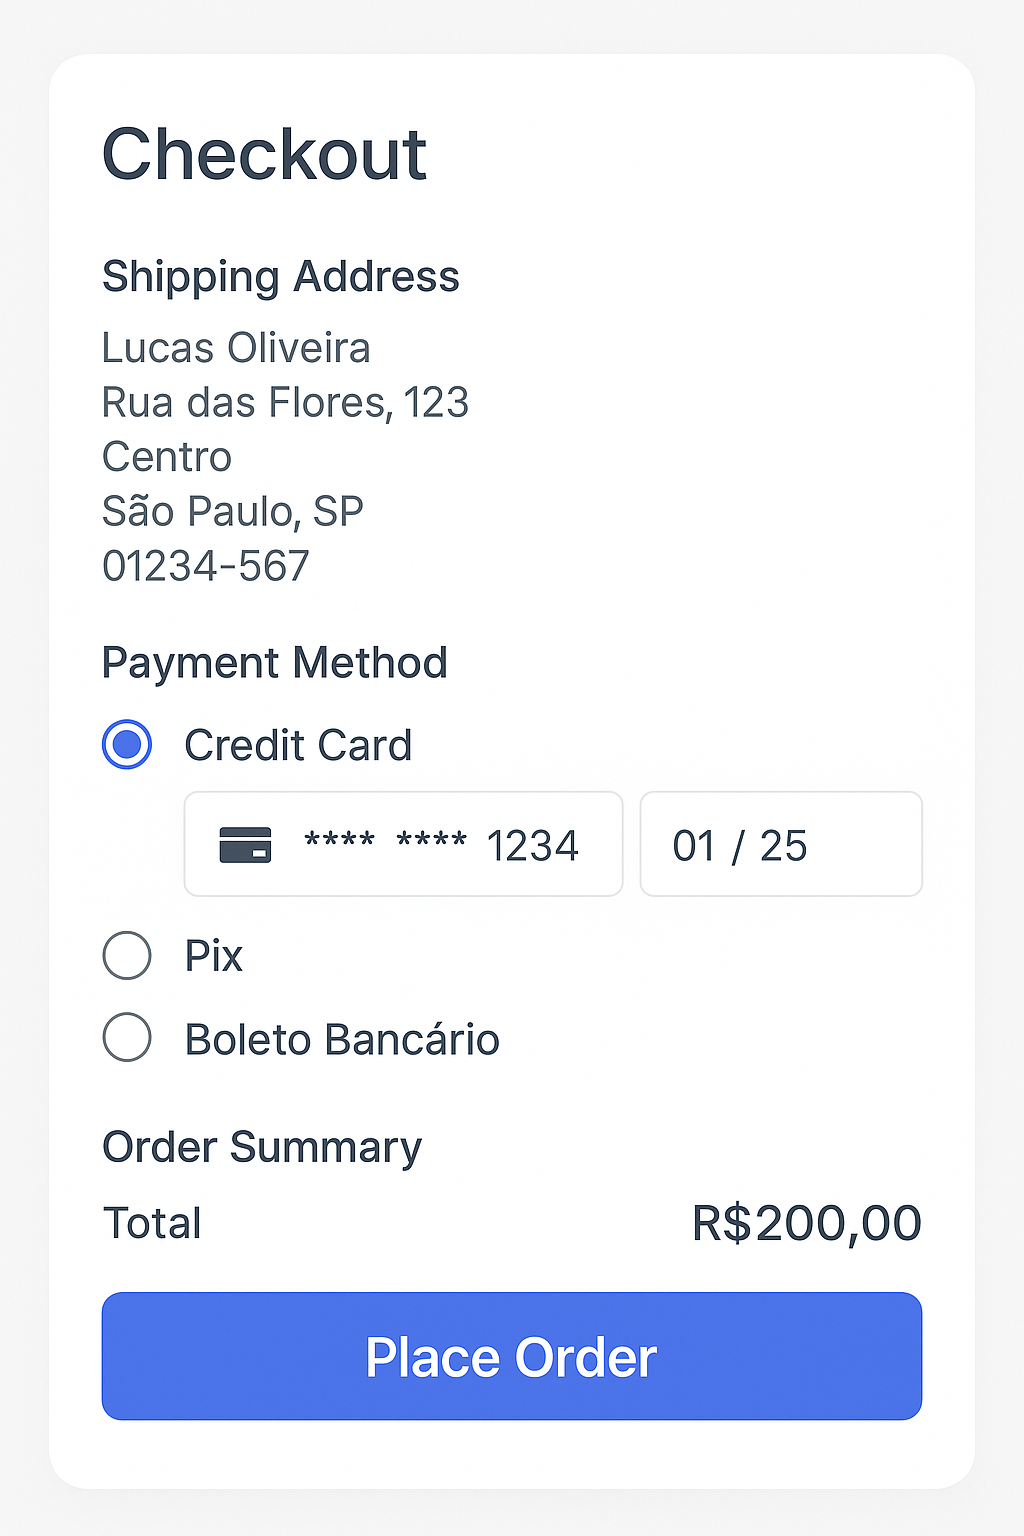 Checkout
Shipping Address
Lucas Oliveira
Rua das Flores, 123
Centro
São Paulo, SP
01234-567
Payment Method
Credit Card
**** **** 1234
01 / 25
Pix
Boleto Bancário
Order Summary
Total R$200,00
Place Order